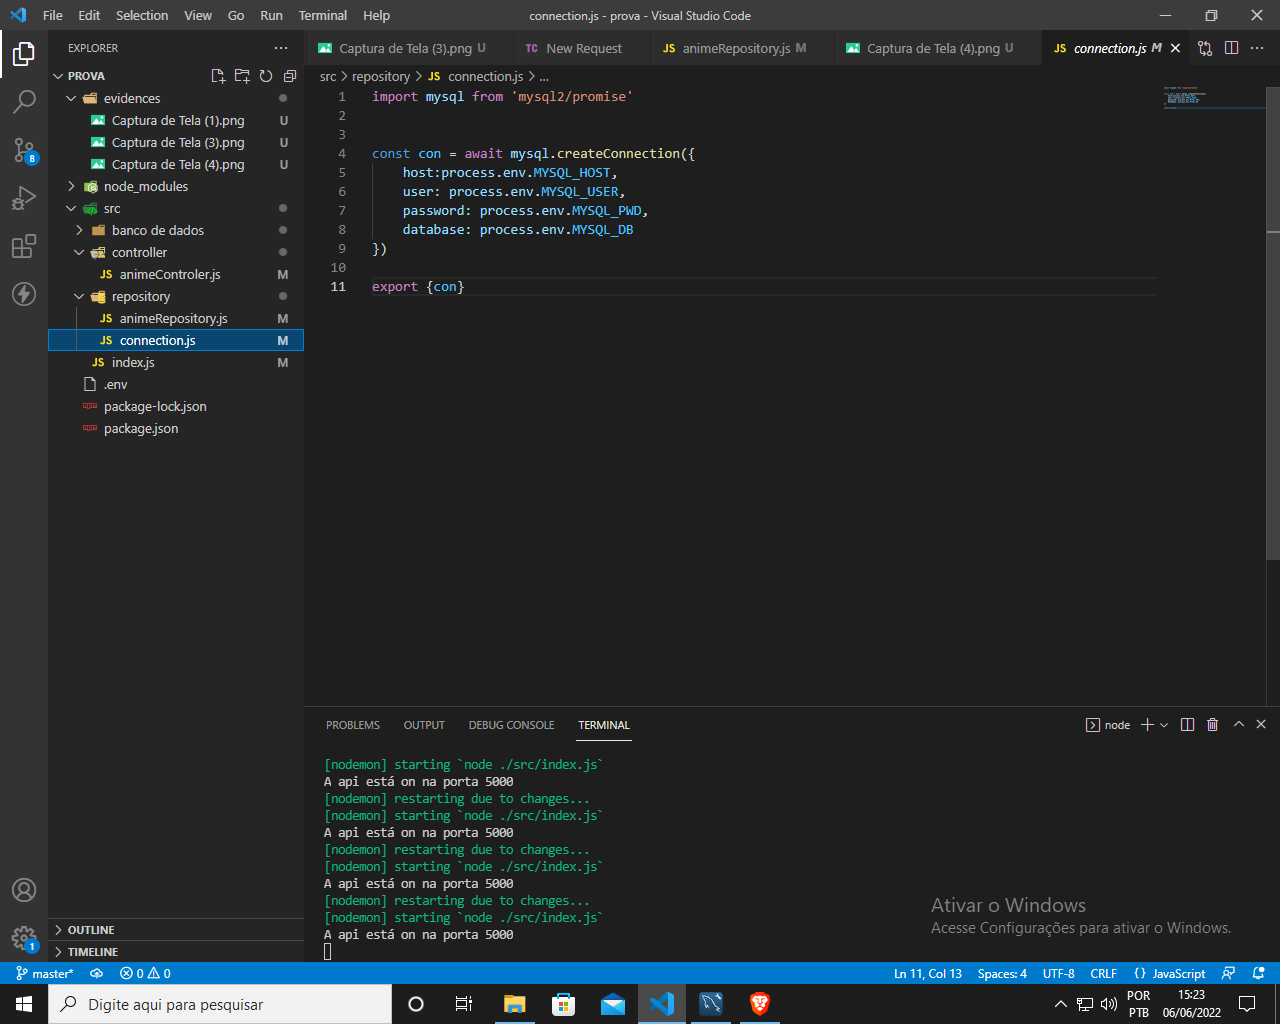 File Edit Selection View Go Run Terminal Help
connection.js - prova - Visual Studio Code
EXPLORER
Captura de Tela (3).png U
TC New Request
JS animeRepository.js M
Captura de Tela (4).png U
JS connection.js M
PROVA
evidences
Captura de Tela (1).png U
Captura de Tela (3).png U
Captura de Tela (4).png U
node_modules
src
banco de dados
controller
JS animeControler.js M
repository
JS animeRepository.js M
JS connection.js M
JS index.js M
.env
package-lock.json
package.json
OUTLINE
TIMELINE
8
1
src > repository > JS connection.js > ...
1 import mysql from 'mysql2/promise'
2
3
4 const con = await mysql.createConnection({
5 host:process.env.MYSQL_HOST,
6 user: process.env.MYSQL_USER,
7 password: process.env.MYSQL_PWD,
8 database: process.env.MYSQL_DB
9 })
10
11 export {con}
PROBLEMS OUTPUT DEBUG CONSOLE TERMINAL
node
[nodemon] starting `node ./src/index.js`
A api está on na porta 5000
[nodemon] restarting due to changes...
[nodemon] starting `node ./src/index.js`
A api está on na porta 5000
[nodemon] restarting due to changes...
[nodemon] starting `node ./src/index.js`
A api está on na porta 5000
[nodemon] restarting due to changes...
[nodemon] starting `node ./src/index.js`
A api está on na porta 5000
Ativar o Windows
Acesse Configurações para ativar o Windows.
master* 0 0
Ln 11, Col 13 Spaces: 4 UTF-8 CRLF {} JavaScript
Digite aqui para pesquisar
POR
PTB
15:23
06/06/2022